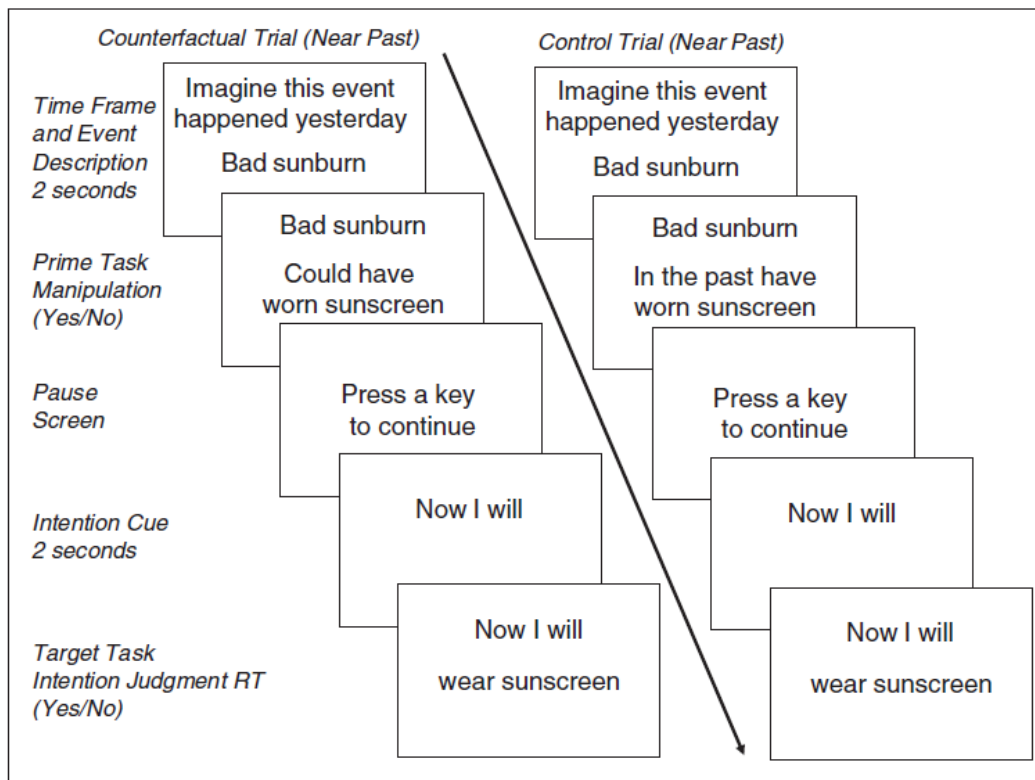 Counterfactual Trial (Near Past)
Control Trial (Near Past)
Time Frame
and Event
Description
2 seconds
Imagine this event
happened yesterday
Bad sunburn
Imagine this event
happened yesterday
Bad sunburn
Prime Task
Manipulation
(Yes/No)
Bad sunburn
Could have
worn sunscreen
Bad sunburn
In the past have
worn sunscreen
Pause
Screen
Press a key
to continue
Press a key
to continue
Intention Cue
2 seconds
Now I will
Now I will
Target Task
Intention Judgment RT
(Yes/No)
Now I will
wear sunscreen
Now I will
wear sunscreen